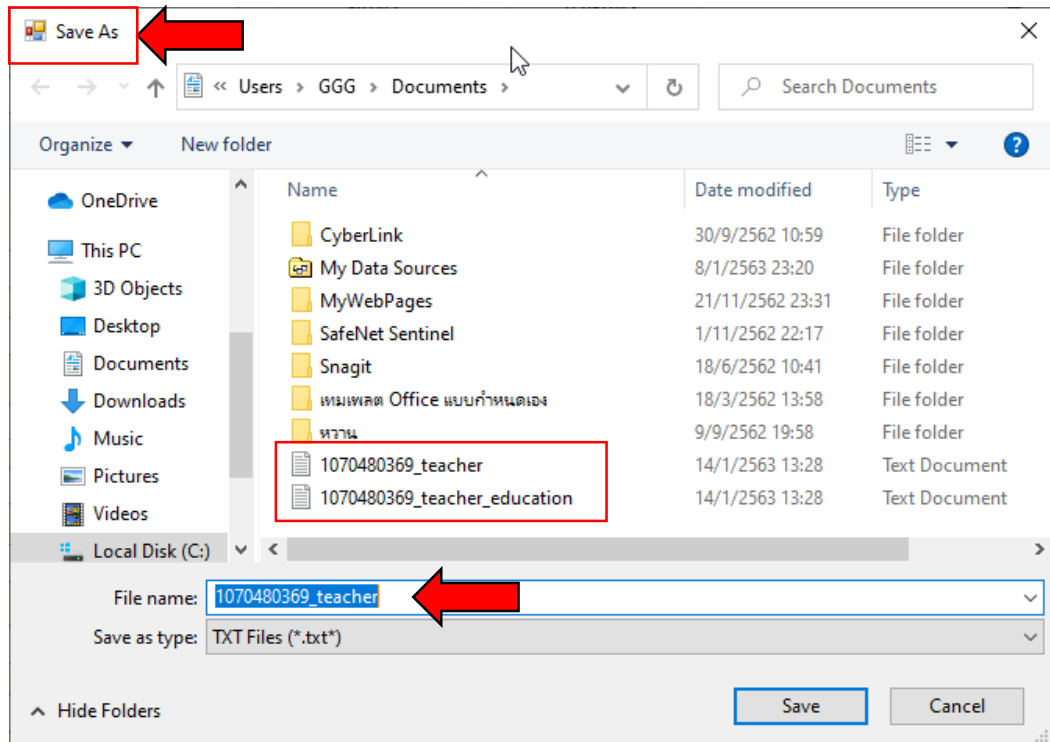 Save As
« Users > GGG > Documents >
Search Documents
Organize
New folder
OneDrive
This PC
3D Objects
Desktop
Documents
Downloads
Music
Pictures
Videos
Local Disk (C:)
Name Date modified Type
CyberLink 30/9/2562 10:59 File folder
My Data Sources 8/1/2563 23:20 File folder
MyWebPages 21/11/2562 23:31 File folder
SafeNet Sentinel 1/11/2562 22:17 File folder
Snagit 18/6/2562 10:41 File folder
เทมเพลต Office แบบกำหนดเอง 18/3/2562 13:58 File folder
หวาน 9/9/2562 19:58 File folder
1070480369_teacher 14/1/2563 13:28 Text Document
1070480369_teacher_education 14/1/2563 13:28 Text Document
File name: 1070480369_teacher
Save as type: TXT Files (*.txt*)
Hide Folders
Save
Cancel